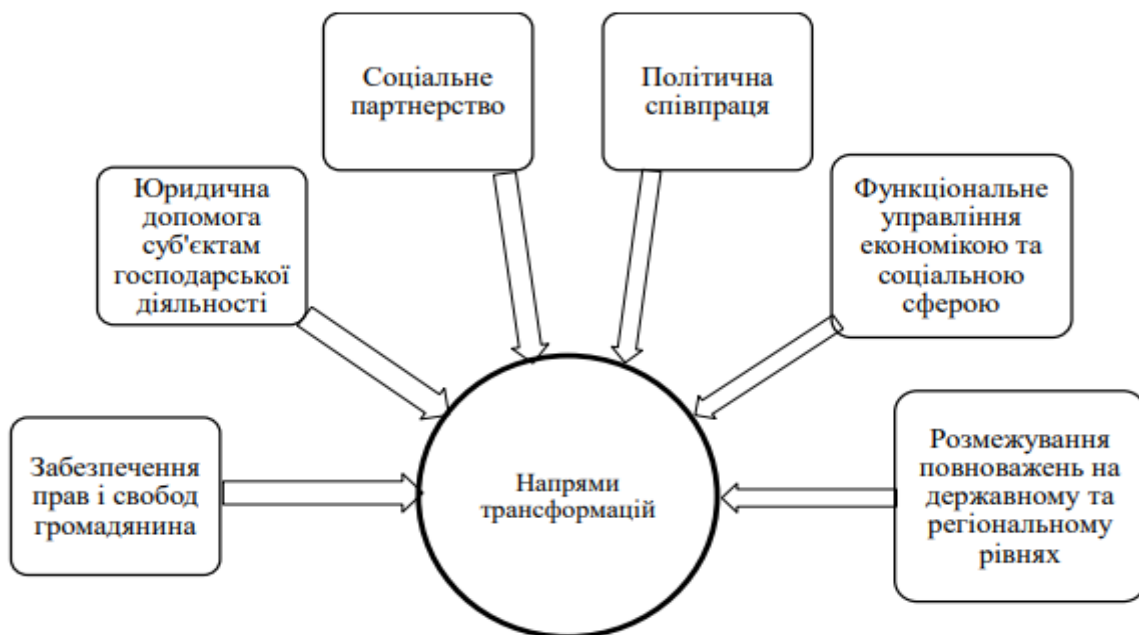 Соціальне
партнерство
Політична
співпраця
Юридична
допомога
суб'єктам
господарської
діяльності
Функціональне
управління
економікою та
соціальною
сферою
Забезпечення
прав і свобод
громадянина
Напрями
трансформацій
Розмежування
повноважень на
державному та
регіональному
рівнях